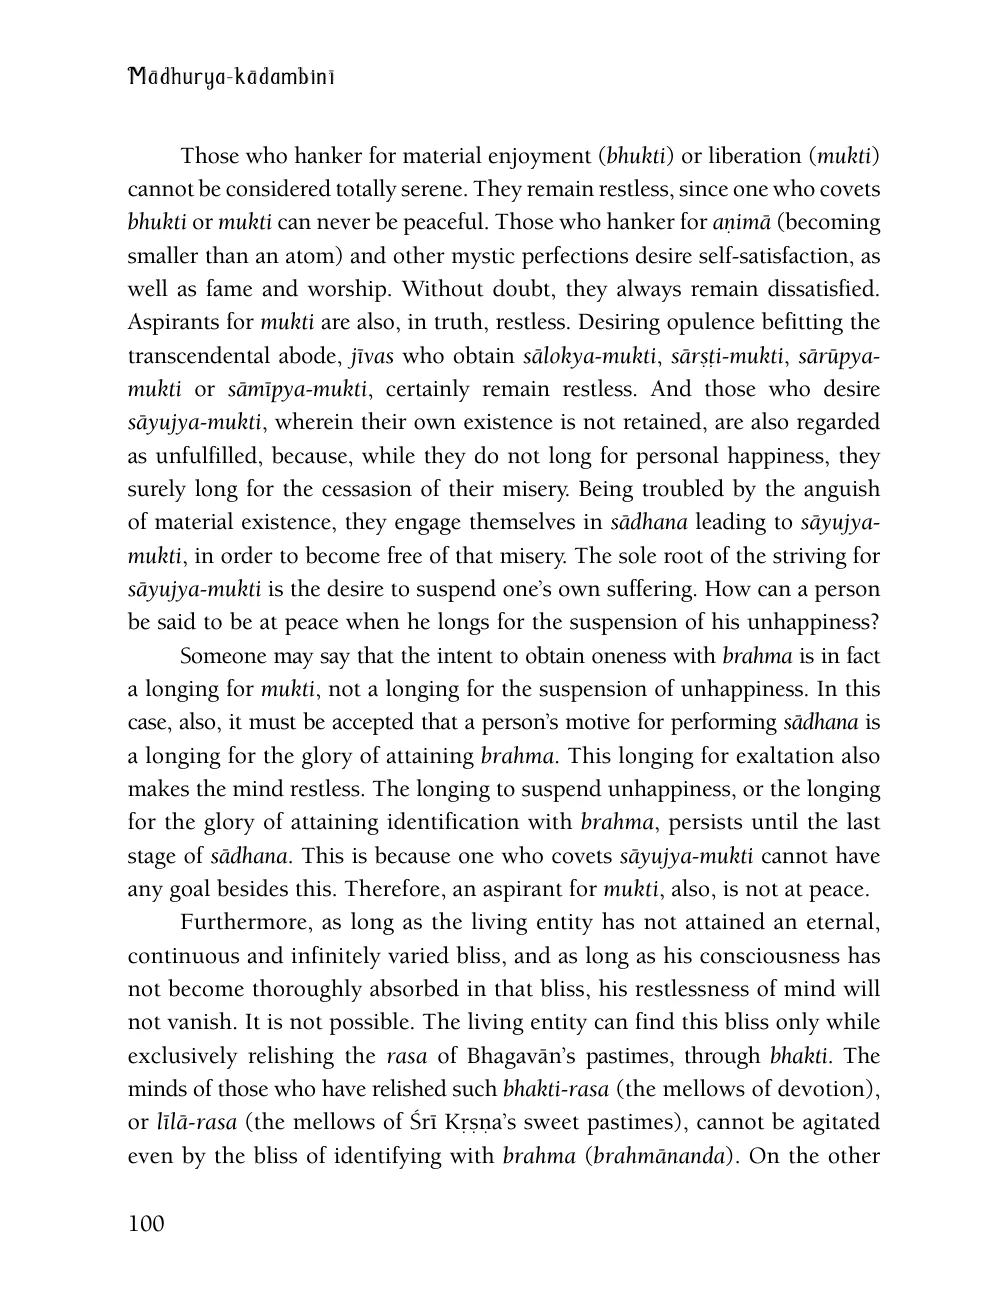 Mādhurya-kādambinī
Those who hanker for material enjoyment (bhukti) or liberation (mukti)
cannot be considered totally serene. They remain restless, since one who covets
bhukti or mukti can never be peaceful. Those who hanker for aṇimā (becoming
smaller than an atom) and other mystic perfections desire self-satisfaction, as
well as fame and worship. Without doubt, they always remain dissatisfied.
Aspirants for mukti are also, in truth, restless. Desiring opulence befitting the
transcendental abode, jīvas who obtain sālokya-mukti, sārṣṭi-mukti, sārūpya-
mukti or sāmīpya-mukti, certainly remain restless. And those who desire
sāyujya-mukti, wherein their own existence is not retained, are also regarded
as unfulfilled, because, while they do not long for personal happiness, they
surely long for the cessasion of their misery. Being troubled by the anguish
of material existence, they engage themselves in sādhana leading to sāyujya-
mukti, in order to become free of that misery. The sole root of the striving for
sāyujya-mukti is the desire to suspend one’s own suffering. How can a person
be said to be at peace when he longs for the suspension of his unhappiness?
Someone may say that the intent to obtain oneness with brahma is in fact
a longing for mukti, not a longing for the suspension of unhappiness. In this
case, also, it must be accepted that a person’s motive for performing sādhana is
a longing for the glory of attaining brahma. This longing for exaltation also
makes the mind restless. The longing to suspend unhappiness, or the longing
for the glory of attaining identification with brahma, persists until the last
stage of sādhana. This is because one who covets sāyujya-mukti cannot have
any goal besides this. Therefore, an aspirant for mukti, also, is not at peace.
Furthermore, as long as the living entity has not attained an eternal,
continuous and infinitely varied bliss, and as long as his consciousness has
not become thoroughly absorbed in that bliss, his restlessness of mind will
not vanish. It is not possible. The living entity can find this bliss only while
exclusively relishing the rasa of Bhagavān’s pastimes, through bhakti. The
minds of those who have relished such bhakti-rasa (the mellows of devotion),
or līlā-rasa (the mellows of Śrī Kṛṣṇa’s sweet pastimes), cannot be agitated
even by the bliss of identifying with brahma (brahmānanda). On the other
100